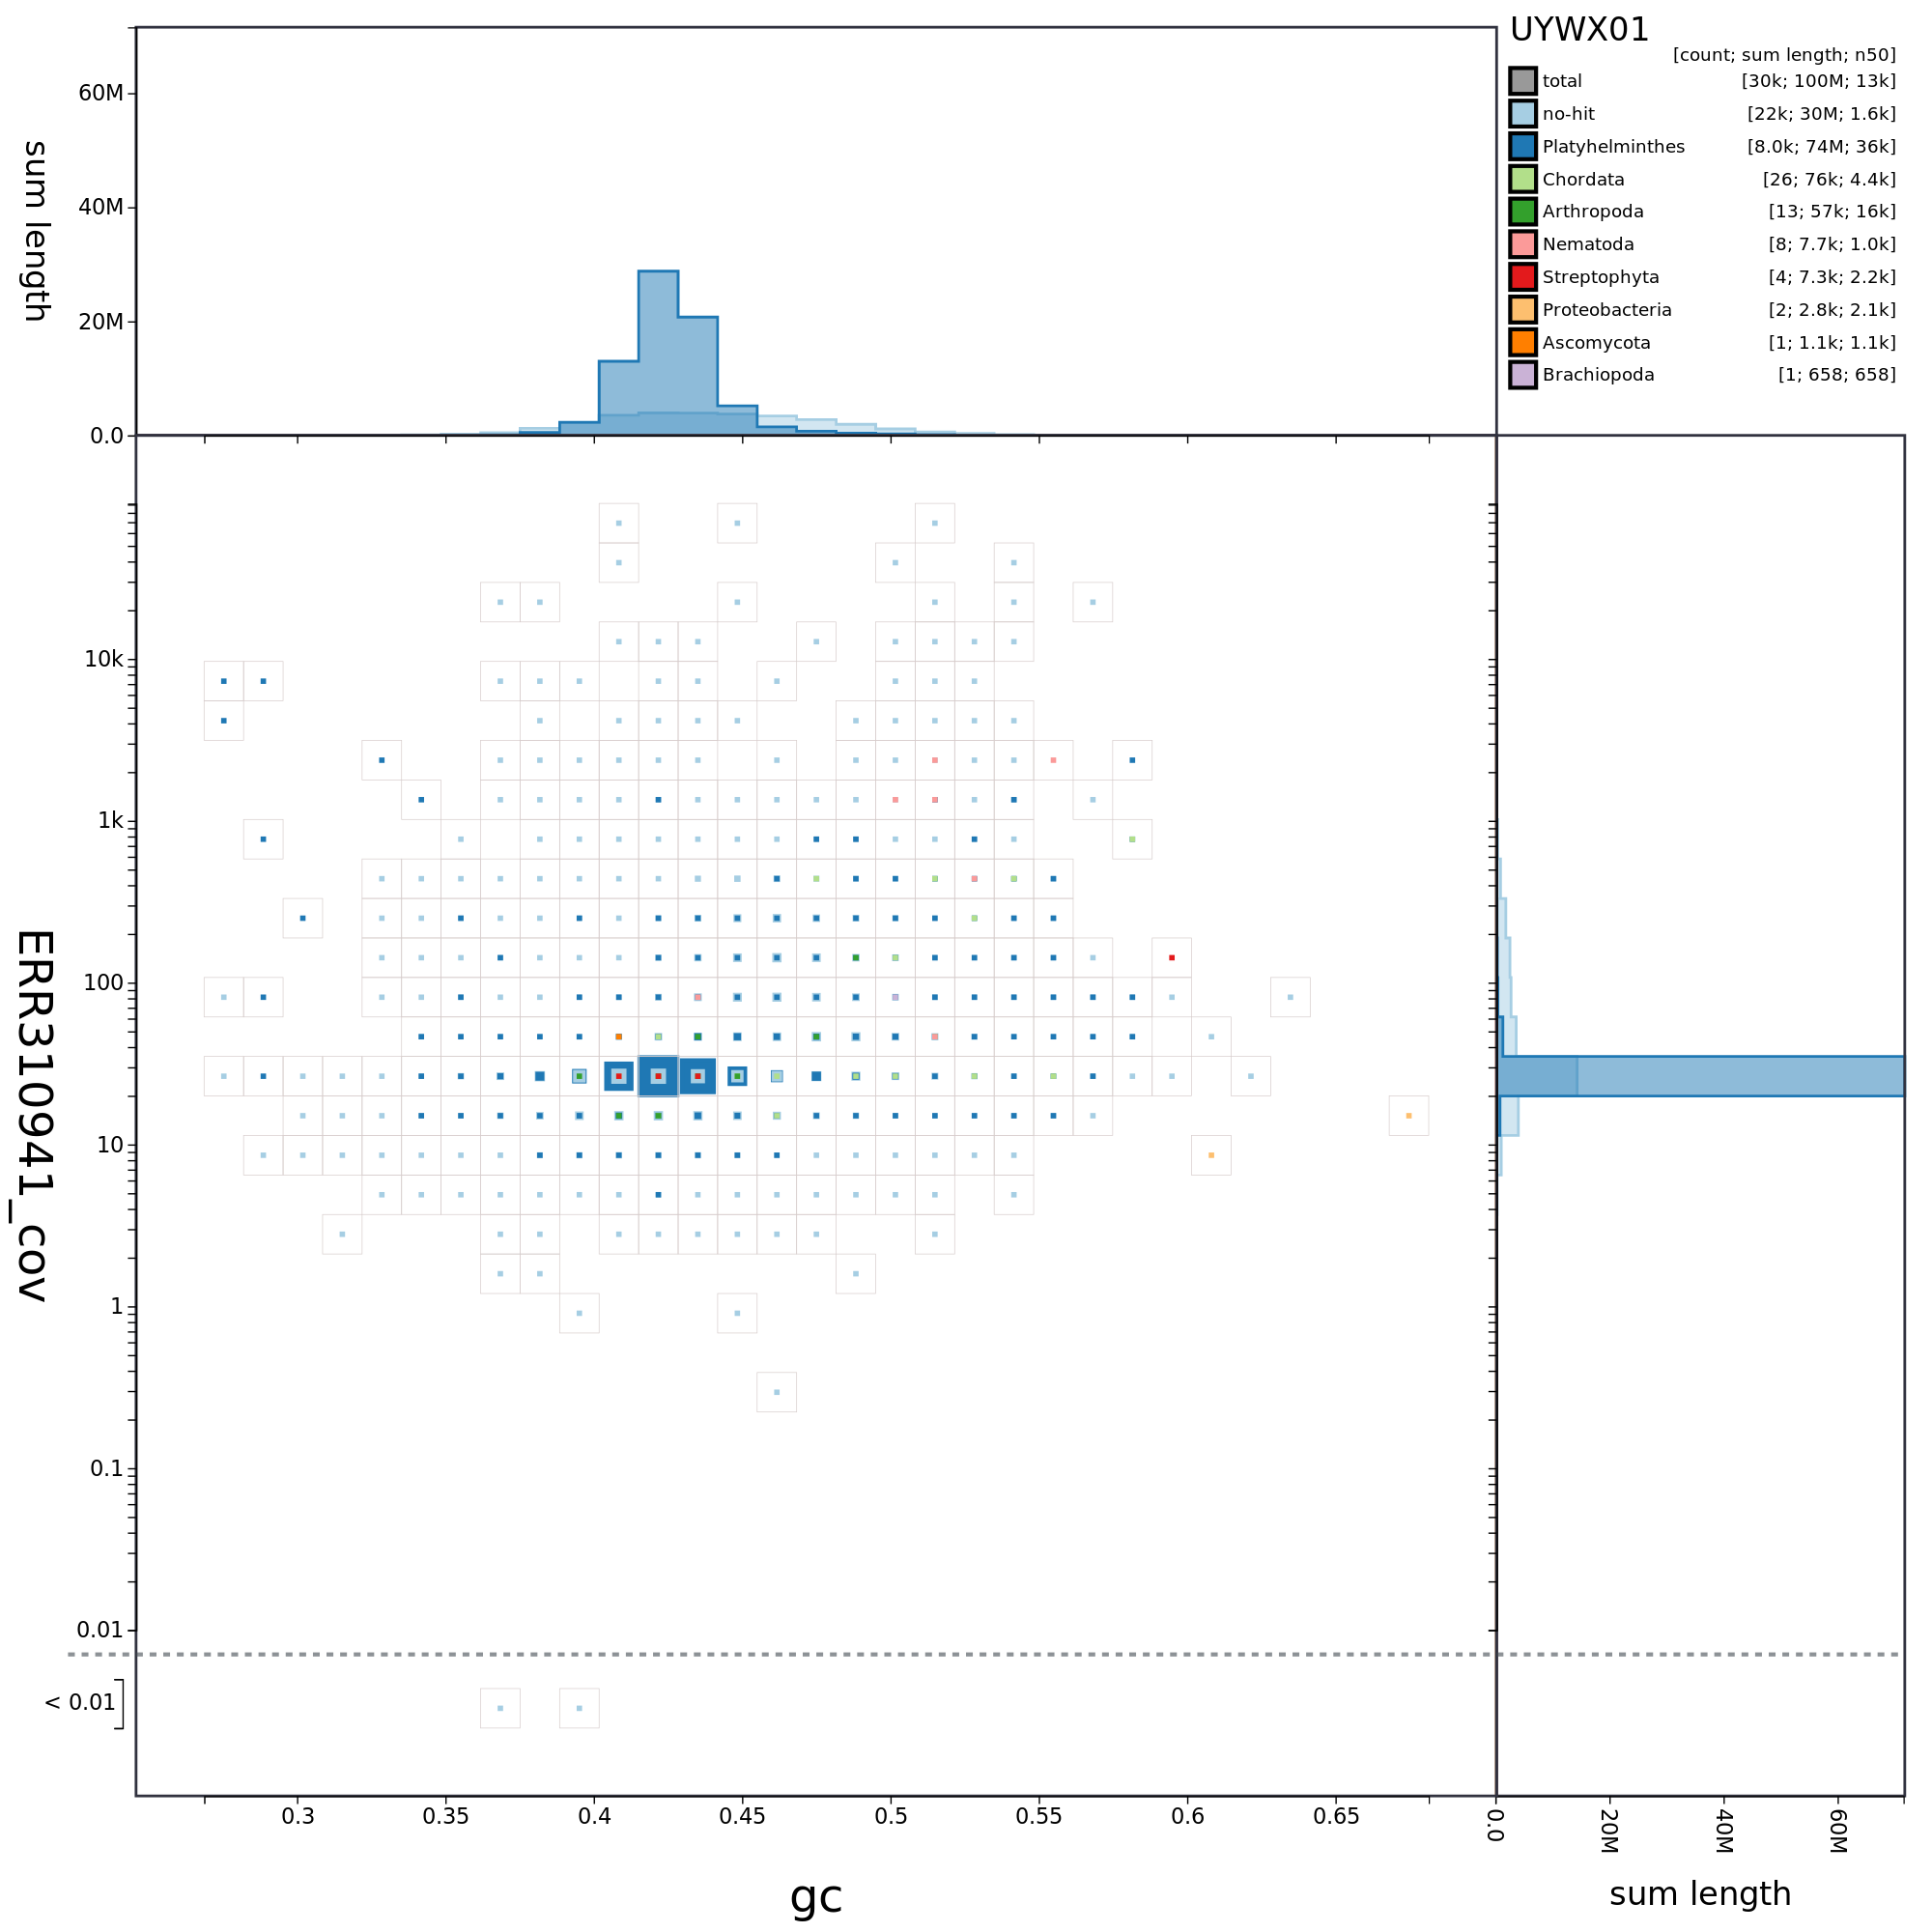 UYWX01
[count; sum length; n50]
total [30k; 100M; 13k]
no-hit [22k; 30M; 1.6k]
Platyhelminthes [8.0k; 74M; 36k]
Chordata [26; 76k; 4.4k]
Arthropoda [13; 57k; 16k]
Nematoda [8; 7.7k; 1.0k]
Streptophyta [4; 7.3k; 2.2k]
Proteobacteria [2; 2.8k; 2.1k]
Ascomycota [1; 1.1k; 1.1k]
Brachiopoda [1; 658; 658]
sum length
60M
40M
20M
0.0
ERR310941_cov
10k
1k
100
10
1
0.1
0.01
< 0.01
0.3 0.35 0.4 0.45 0.5 0.55 0.6 0.65
gc
0.0 20M 40M 60M
sum length